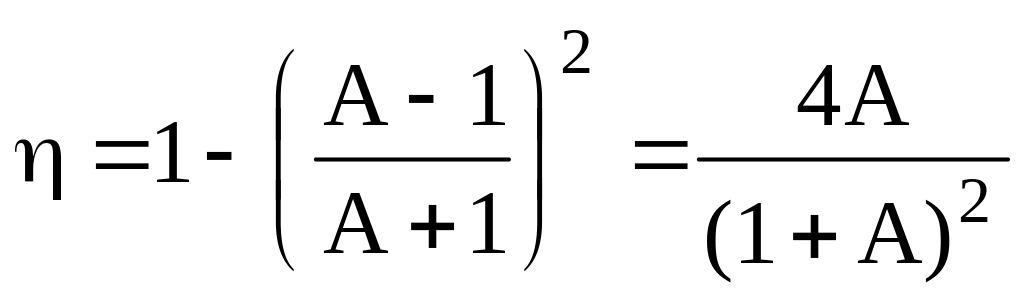 η = 1 - ( (A - 1) / (A + 1) )² = 4A / (1 + A)²